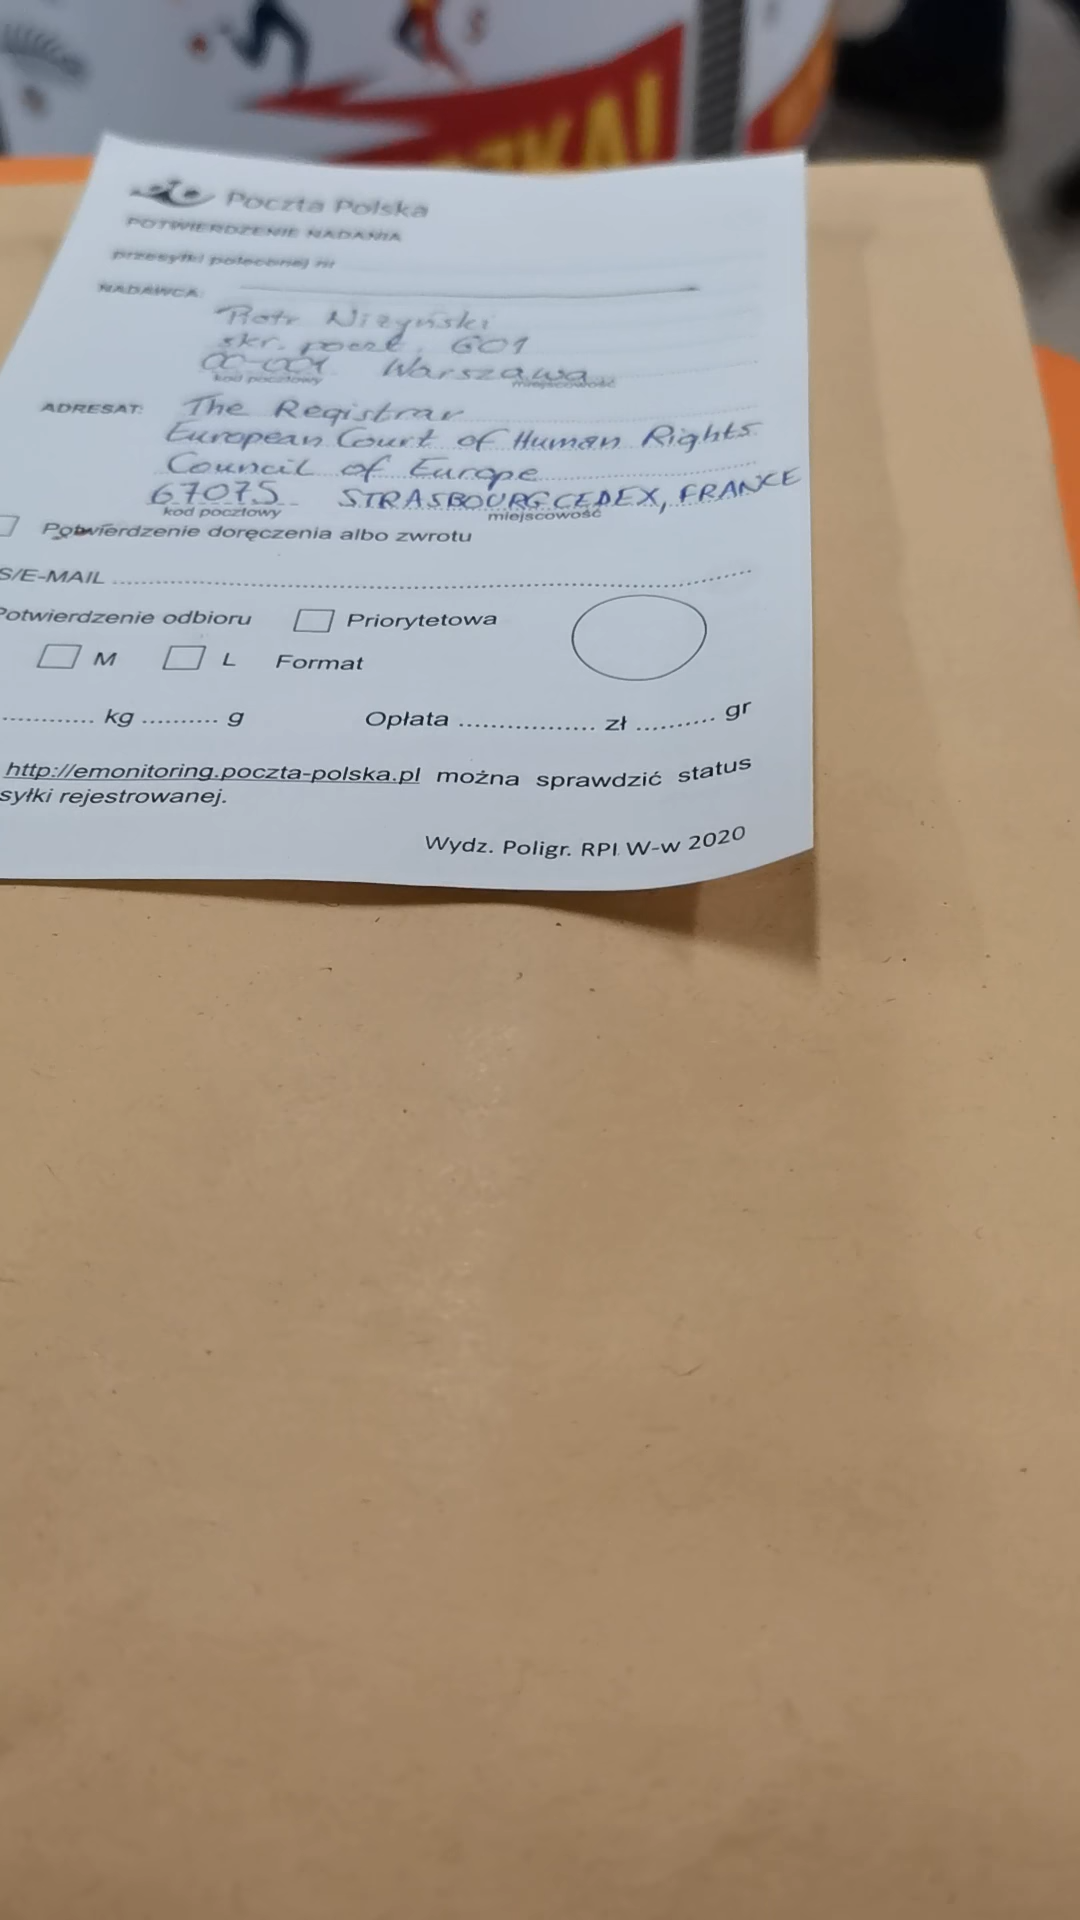 ZKA!
Poczta Polska
POTWIERDZENIE NADANIA
przesyłki poleconej nr
NADAWCA:
Piotr Niżyński
skr. poczt. 601
00-001 Warszawa
kod pocztowy miejscowość
ADRESAT: The Registrar
European Court of Human Rights
Council of Europe
67075 STRASBOURG CEDEX, FRANCE
kod pocztowy miejscowość
Potwierdzenie doręczenia albo zwrotu
S/E-MAIL
Potwierdzenie odbioru Priorytetowa
M L Format
kg g Opłata zł gr
http://emonitoring.poczta-polska.pl można sprawdzić status
syłki rejestrowanej.
Wydz. Poligr. RPI W-w 2020